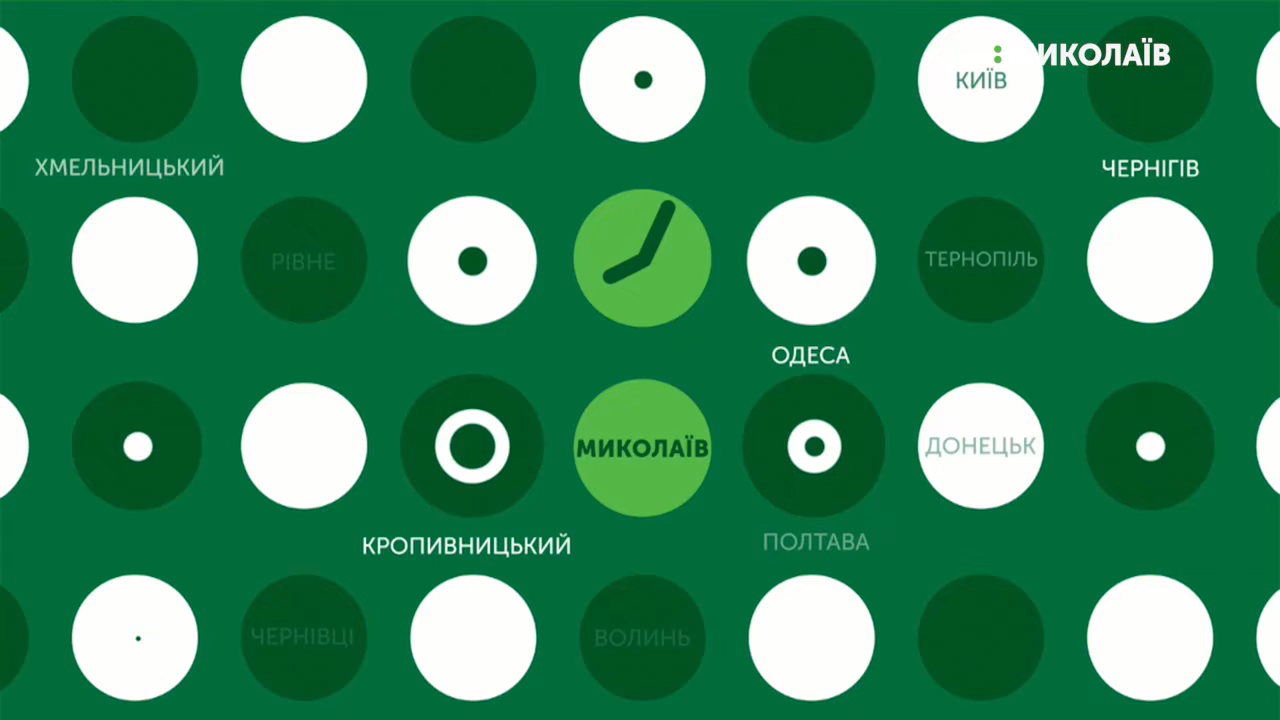 :МИКОЛАЇВ
КИЇВ
ХМЕЛЬНИЦЬКИЙ
ЧЕРНІГІВ
РІВНЕ
ТЕРНОПІЛЬ
ОДЕСА
МИКОЛАЇВ
ДОНЕЦЬК
КРОПИВНИЦЬКИЙ
ПОЛТАВА
ЧЕРНІВЦІ
ВОЛИНЬ